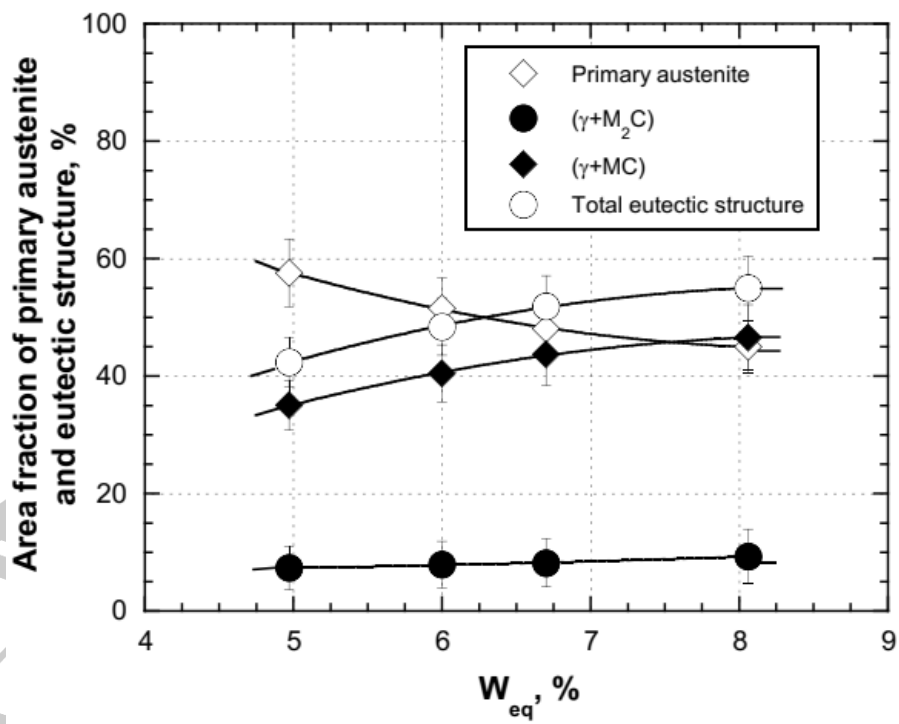 Area fraction of primary austenite
and eutectic structure, %
100
80
60
40
20
0
4
5
6
7
8
9
W_eq, %
Primary austenite
(γ+M₂C)
(γ+MC)
Total eutectic structure